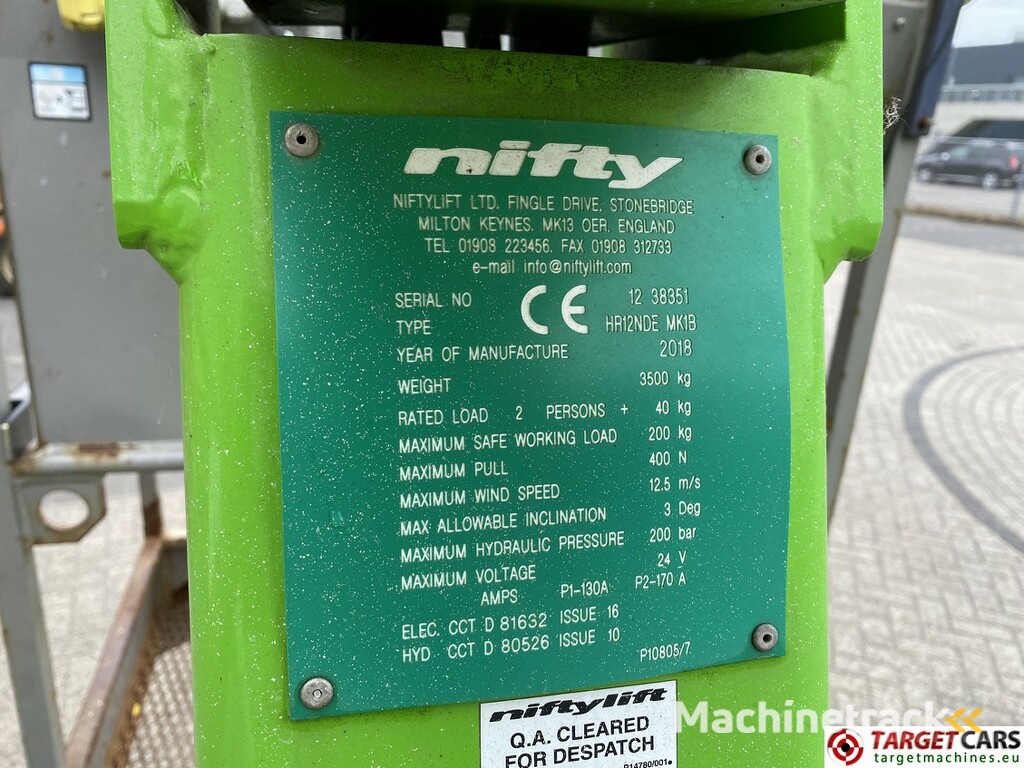 nifty
NIFTYLIFT LTD. FINGLE DRIVE, STONEBRIDGE
MILTON KEYNES. MK13 OER. ENGLAND
TEL 01908 223456. FAX 01908 312733
e-mail info@niftylift.com
SERIAL NO CE 12 38351
TYPE HR12NDE MK1B
YEAR OF MANUFACTURE 2018
WEIGHT 3500 kg
RATED LOAD 2 PERSONS + 40 kg
MAXIMUM SAFE WORKING LOAD 200 kg
MAXIMUM PULL 400 N
MAXIMUM WIND SPEED 12.5 m/s
MAX ALLOWABLE INCLINATION 3 Deg
MAXIMUM HYDRAULIC PRESSURE 200 bar
MAXIMUM VOLTAGE 24 V
AMPS P1-130A P2-170 A
ELEC. CCT D 81632 ISSUE 16
HYD CCT D 80526 ISSUE 10
P10805/7
niftylift
Q.A. CLEARED
FOR DESPATCH
P14780/001
Machinetrack
TARGETCARS
targetmachines.eu